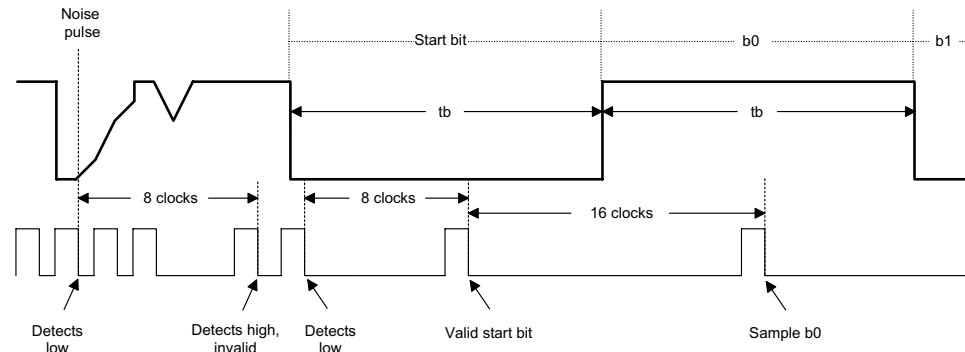 Noise
pulse
Start bit
b0
b1
tb
tb
8 clocks
8 clocks
16 clocks
Detects
low
Detects high,
invalid
Detects
low
Valid start bit
Sample b0